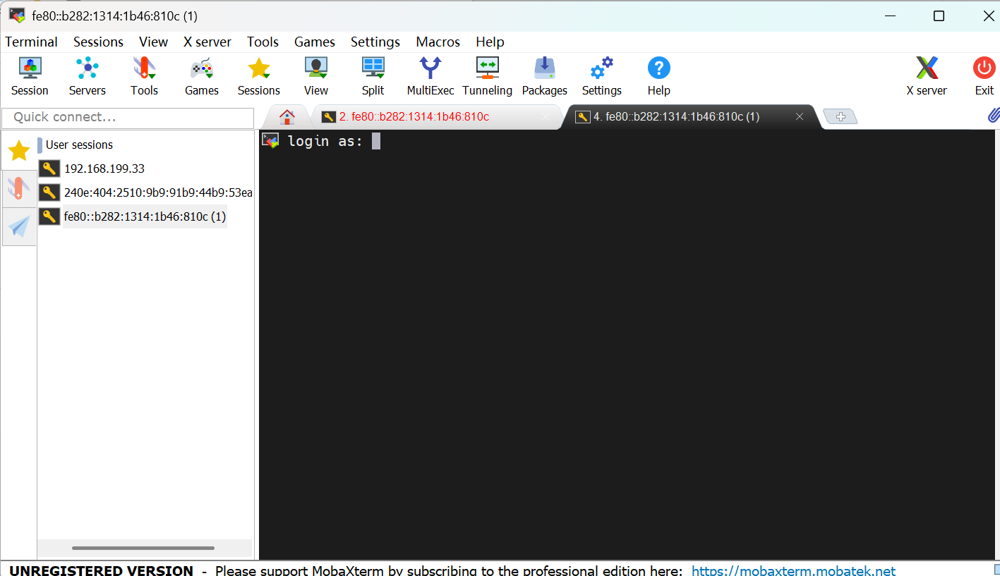 fe80::b282:1314:1b46:810c (1)
Terminal Sessions View X server Tools Games Settings Macros Help
Session Servers Tools Games Sessions View Split MultiExec Tunneling Packages Settings Help X server Exit
Quick connect...
2. fe80::b282:1314:1b46:810c
4. fe80::b282:1314:1b46:810c (1)
User sessions
192.168.199.33
240e:404:2510:9b9:91b9:44b9:53ea
fe80::b282:1314:1b46:810c (1)
login as:
UNREGISTERED VERSION - Please support MobaXterm by subscribing to the professional edition here: https://mobaxterm.mobatek.net